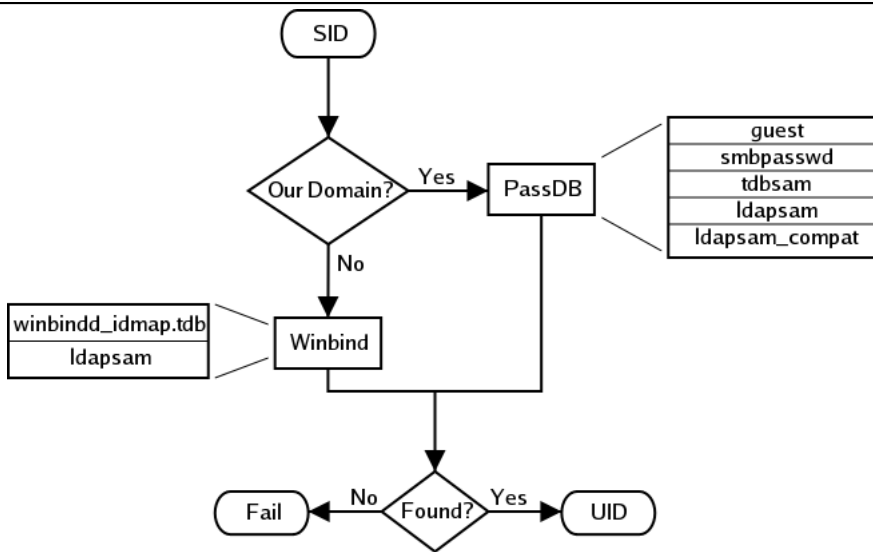 SID
Our Domain?
Yes
PassDB
guest
smbpasswd
tdbsam
ldapsam
ldapsam_compat
No
winbindd_idmap.tdb
ldapsam
Winbind
Fail
No
Found?
Yes
UID